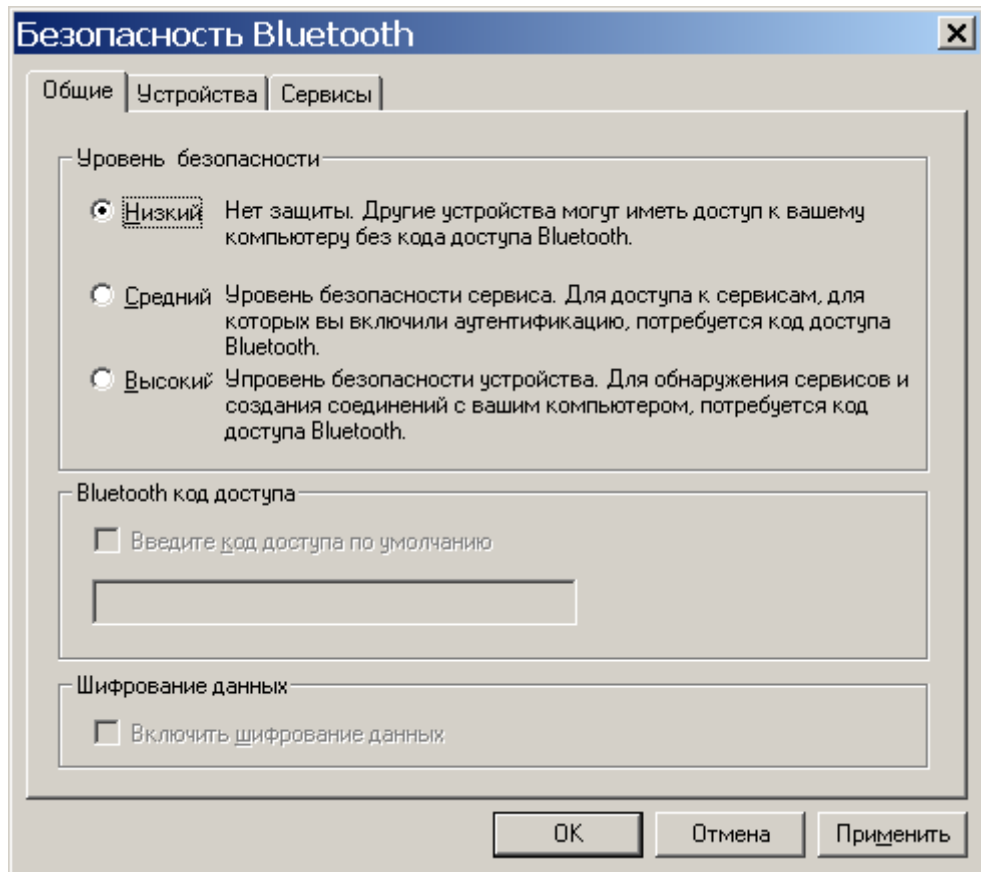 Безопасность Bluetooth
Общие Устройства Сервисы
Уровень безопасности
Низкий Нет защиты. Другие устройства могут иметь доступ к вашему
компьютеру без кода доступа Bluetooth.
Средний Уровень безопасности сервиса. Для доступа к сервисам, для
которых вы включили аутентификацию, потребуется код доступа
Bluetooth.
Высокий Упровень безопасности устройства. Для обнаружения сервисов и
создания соединений с вашим компьютером, потребуется код
доступа Bluetooth.
Bluetooth код доступа
Введите код доступа по умолчанию
Шифрование данных
Включить шифрование данных
OK Отмена Применить